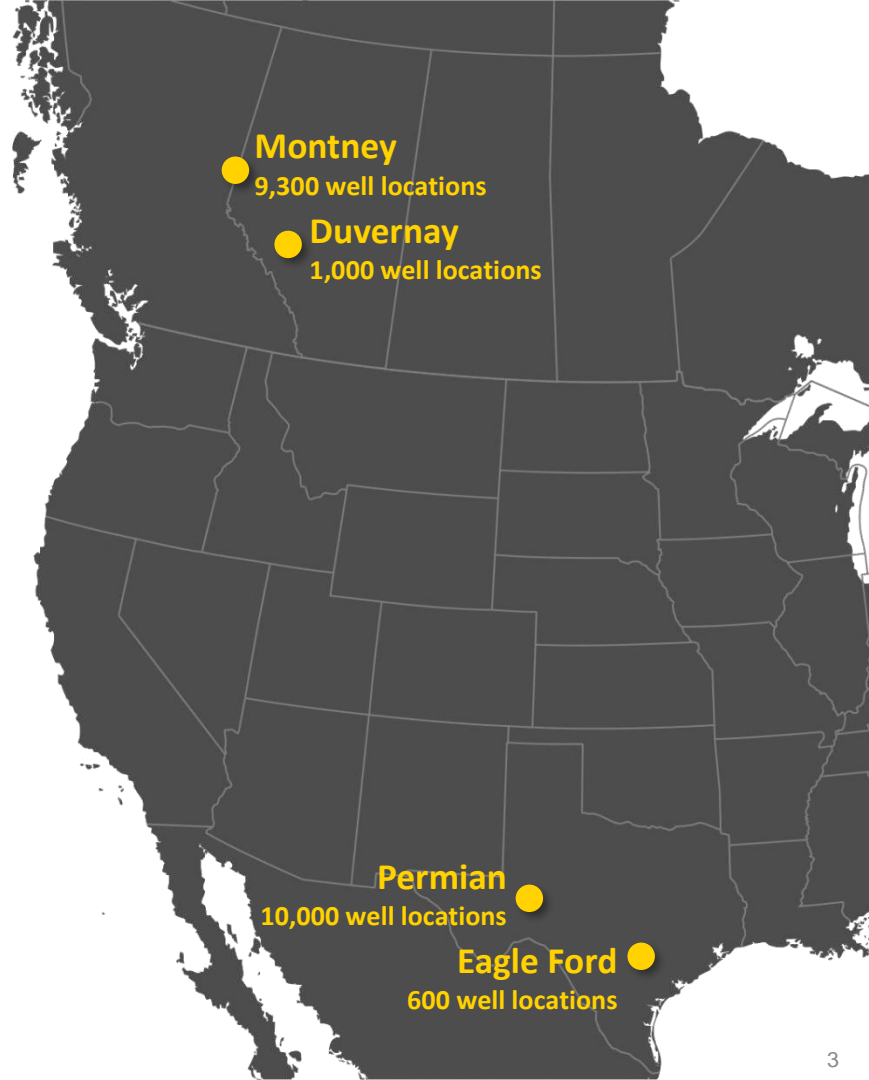 Montney
9,300 well locations
Duvernay
1,000 well locations
Permian
10,000 well locations
Eagle Ford
600 well locations
3